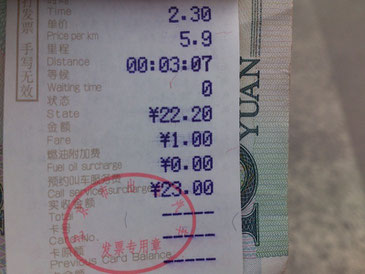 打发票 手写无效
Time
单价 2.30
Price per km
里程 5.9
Distance
等候 00:03:07
Waiting time 0
状态
State ¥22.20
金额
Fare ¥1.00
燃油附加费
Fuel oil surcharge ¥0.00
预约叫车服务费
Call service surcharge ¥23.00
实收金额
Total -----
卡号
Card No. -----
卡原额
Previous Card Balance -----
发票专用章
YUAN